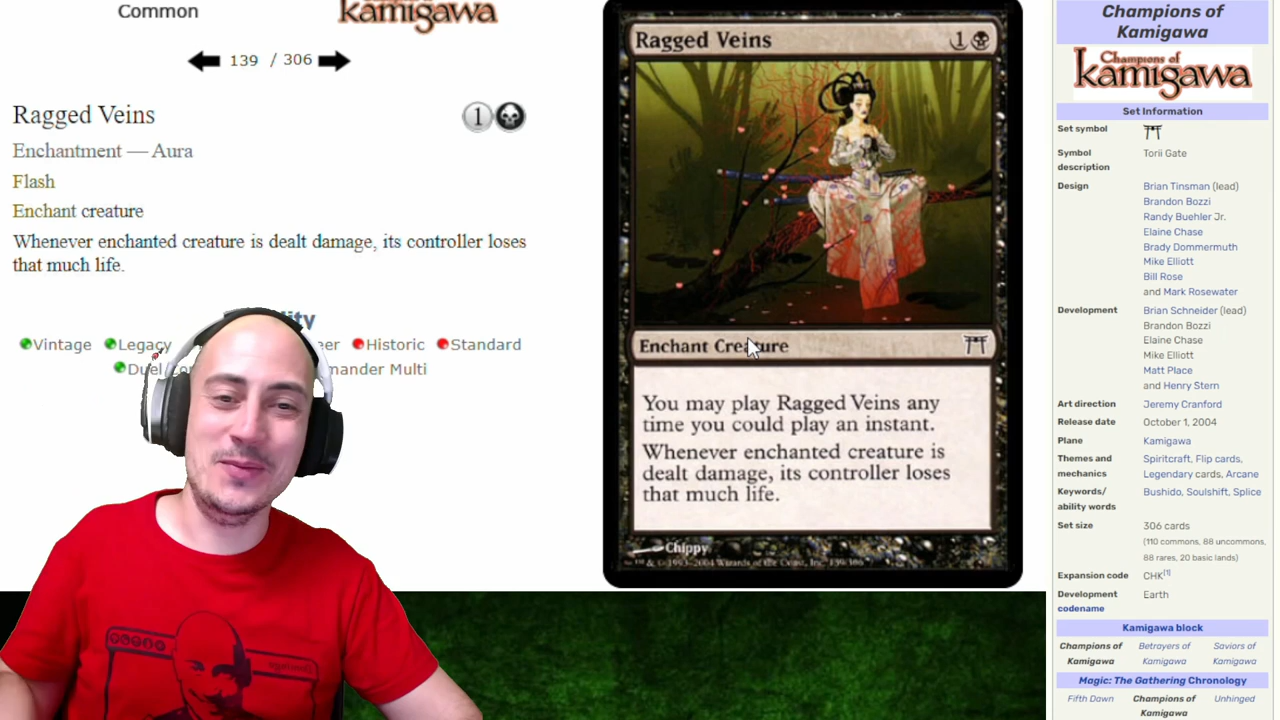 Common
kamigawa
139 / 306
Ragged Veins
1
Enchantment — Aura
Flash
Enchant creature
Whenever enchanted creature is dealt damage, its controller loses
that much life.
Vintage Legacy Historic Standard
Duel
Multi
Ragged Veins 1
Enchant Creature
You may play Ragged Veins any
time you could play an instant.
Whenever enchanted creature is
dealt damage, its controller loses
that much life.
Chippy
Champions of
Kamigawa
Champions of
kamigawa
Set Information
Set symbol
Symbol description Torii Gate
Design Brian Tinsman (lead)
Brandon Bozzi
Randy Buehler Jr.
Elaine Chase
Brady Dommermuth
Mike Elliott
Bill Rose
and Mark Rosewater
Development Brian Schneider (lead)
Brandon Bozzi
Elaine Chase
Mike Elliott
Matt Place
and Henry Stern
Art direction Jeremy Cranford
Release date October 1, 2004
Plane Kamigawa
Themes and Spiritcraft, Flip cards,
mechanics Legendary cards, Arcane
Keywords/ Bushido, Soulshift, Splice
ability words
Set size 306 cards
(110 commons, 88 uncommons,
88 rares, 20 basic lands)
Expansion code CHK[1]
Development Earth
codename
Kamigawa block
Champions of Betrayers of Saviors of
Kamigawa Kamigawa Kamigawa
Magic: The Gathering Chronology
Fifth Dawn Champions of Unhinged
Kamigawa